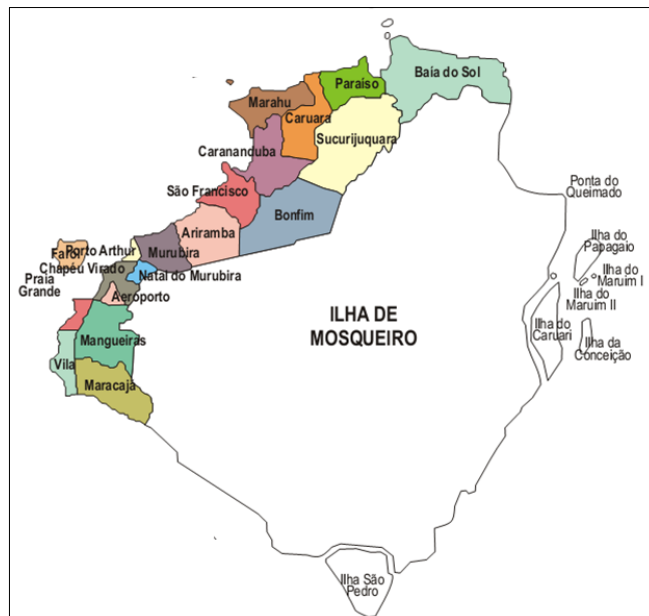 Baía do Sol
Paraíso
Marahu
Caruara
Sucurijuquara
Carananduba
São Francisco
Bonfim
Ariramba
Porto Arthur
Farol
Murubira
Chapéu Virado
Natal do Murubira
Praia
Grande
Aeroporto
Mangueiras
Vila
Maracajá
ILHA DE
MOSQUEIRO
Ponta do
Queimado
Ilha do
Papagaio
Ilha do
Maruim I
Ilha do
Maruim II
Ilha do
Caruari
Ilha da
Conceição
Ilha São
Pedro